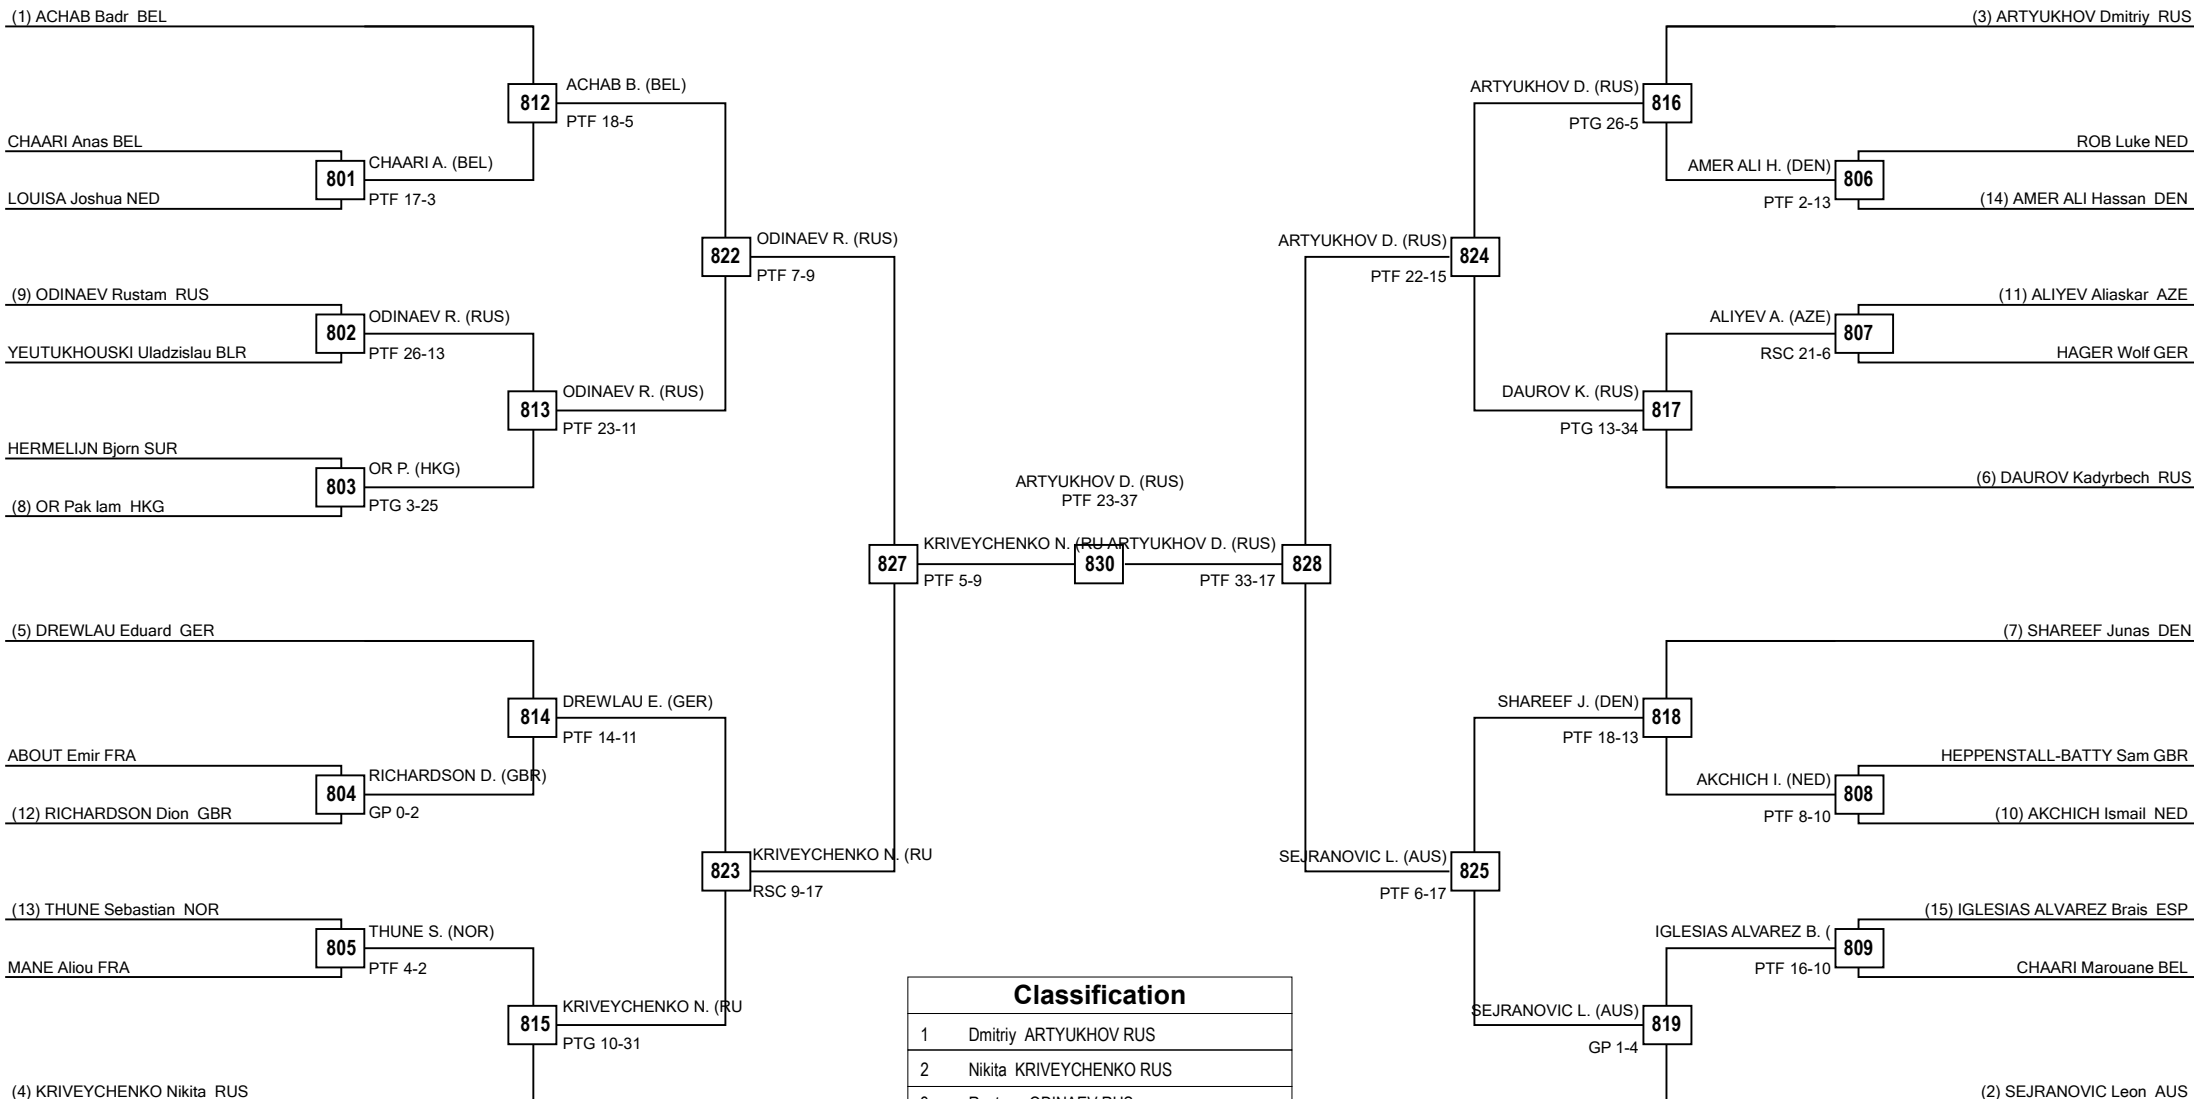 (1) ACHAB Badr BEL
CHAARI Anas BEL
LOUISA Joshua NED
(9) ODINAEV Rustam RUS
YEUTUKHOUSKI Uladzislau BLR
HERMELIJN Bjorn SUR
(8) OR Pak lam HKG
(5) DREWLAU Eduard GER
ABOUT Emir FRA
(12) RICHARDSON Dion GBR
(13) THUNE Sebastian NOR
MANE Aliou FRA
(4) KRIVEYCHENKO Nikita RUS
801
CHAARI A. (BEL)
PTF 17-3
802
ODINAEV R. (RUS)
PTF 26-13
803
OR P. (HKG)
PTG 3-25
804
RICHARDSON D. (GBR)
GP 0-2
805
THUNE S. (NOR)
PTF 4-2
812
ACHAB B. (BEL)
PTF 18-5
813
ODINAEV R. (RUS)
PTF 23-11
814
DREWLAU E. (GER)
PTF 14-11
815
KRIVEYCHENKO N. (RU
PTG 10-31
822
ODINAEV R. (RUS)
PTF 7-9
823
KRIVEYCHENKO N. (RU
RSC 9-17
827
KRIVEYCHENKO N. (RU
PTF 5-9
ARTYUKHOV D. (RUS)
PTF 23-37
830
ARTYUKHOV D. (RUS)
PTF 33-17
828
ARTYUKHOV D. (RUS)
PTF 22-15
824
SEJRANOVIC L. (AUS)
PTF 6-17
825
ARTYUKHOV D. (RUS)
PTG 26-5
816
DAUROV K. (RUS)
PTG 13-34
817
SHAREEF J. (DEN)
PTF 18-13
818
SEJRANOVIC L. (AUS)
GP 1-4
819
AMER ALI H. (DEN)
PTF 2-13
806
ALIYEV A. (AZE)
RSC 21-6
807
AKCHICH I. (NED)
PTF 8-10
808
IGLESIAS ALVAREZ B. (
PTF 16-10
809
(3) ARTYUKHOV Dmitriy RUS
ROB Luke NED
(14) AMER ALI Hassan DEN
(11) ALIYEV Aliaskar AZE
HAGER Wolf GER
(6) DAUROV Kadyrbech RUS
(7) SHAREEF Junas DEN
HEPPENSTALL-BATTY Sam GBR
(10) AKCHICH Ismail NED
(15) IGLESIAS ALVAREZ Brais ESP
CHAARI Marouane BEL
(2) SEJRANOVIC Leon AUS
Classification
1 Dmitriy ARTYUKHOV RUS
2 Nikita KRIVEYCHENKO RUS